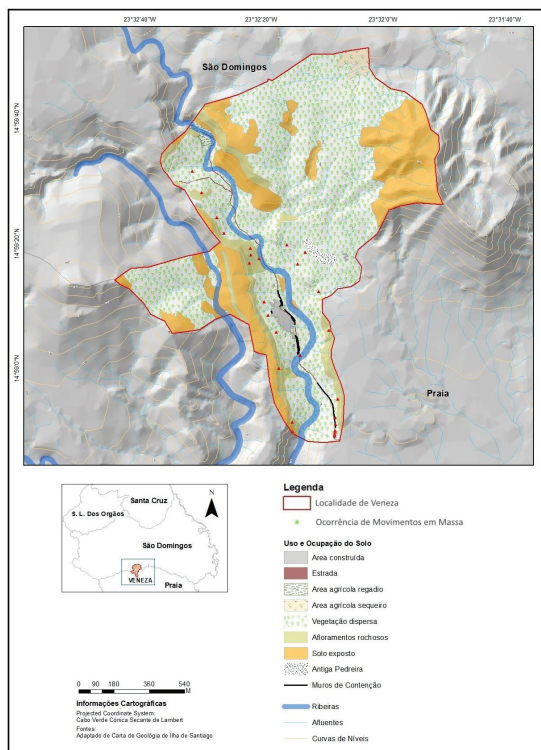 23°32'40"W 23°32'20"W 23°32'0"W 23°31'40"W
São Domingos
14°59'40"N
14°59'20"N
14°59'0"N
Praia
Santa Cruz
S. L. Dos Orgãos
São Domingos
VENEZA
Praia
N
0 90 180 360 540
M
Informações Cartográficas
Projected Coordinate System:
Cabo Verde Cónica Secante de Lambert
Fontes:
Adaptado de Carta de Geologia de Ilha de Santiago
Legenda
Localidade de Veneza
Ocorrência de Movimentos em Massa
Uso e Ocupação do Solo
Area construída
Estrada
Area agrícola regadio
Area agrícola sequeiro
Vegetação dispersa
Afloramentos rochosos
Solo exposto
Antiga Pedreira
Muros de Contenção
Ribeiras
Afluentes
Curvas de Níveis